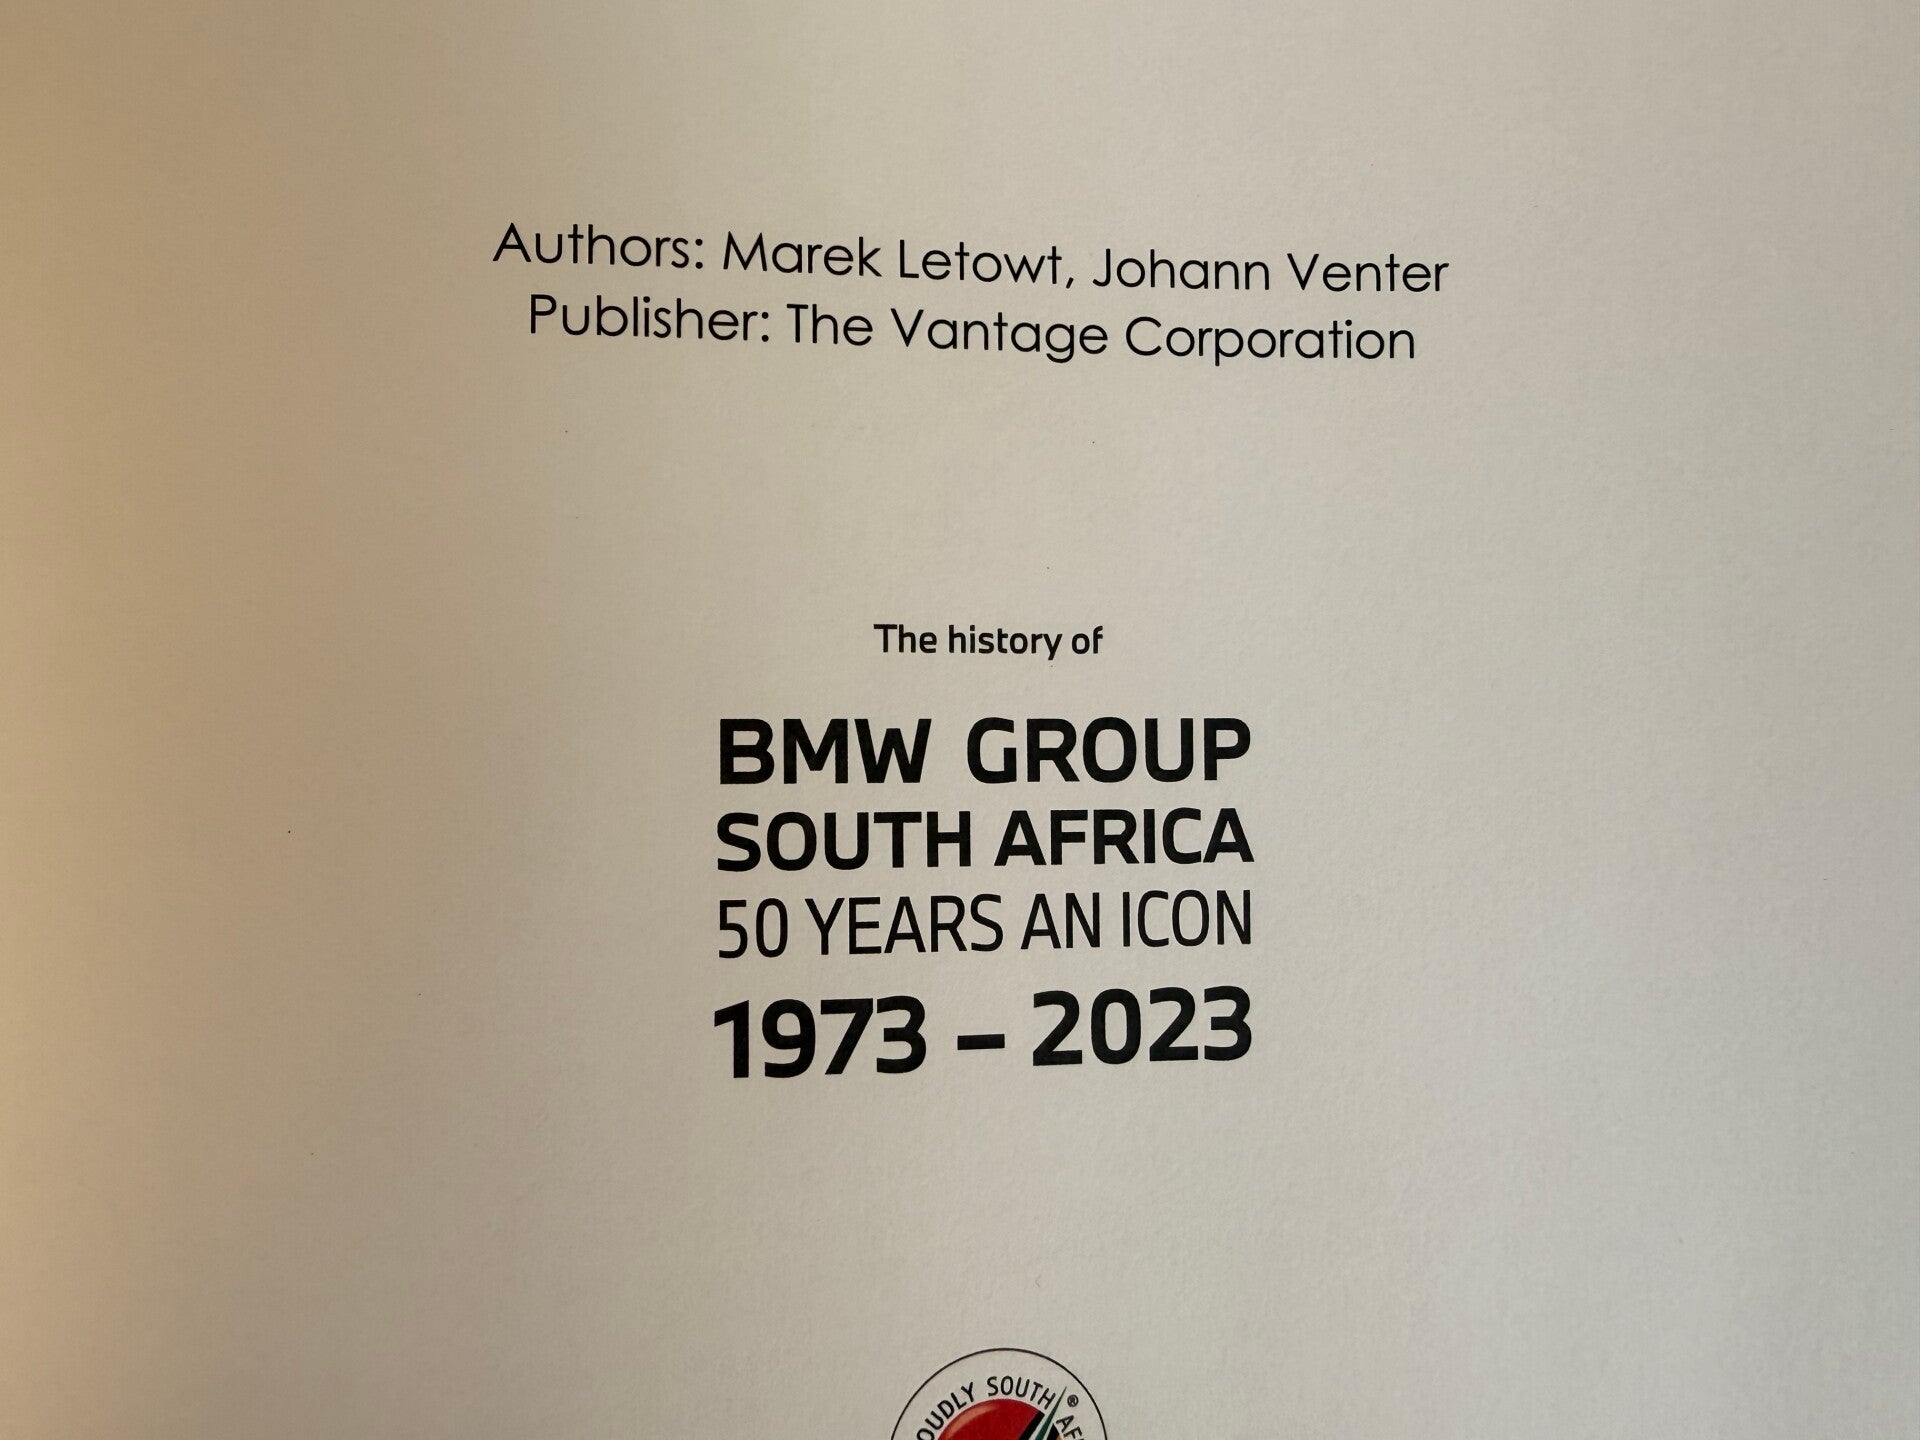 Authors: Marek Letowt, Johann Venter
Publisher: The Vantage Corporation
The history of
BMW GROUP
SOUTH AFRICA
50 YEARS AN ICON
1973 – 2023
SOUTH
®